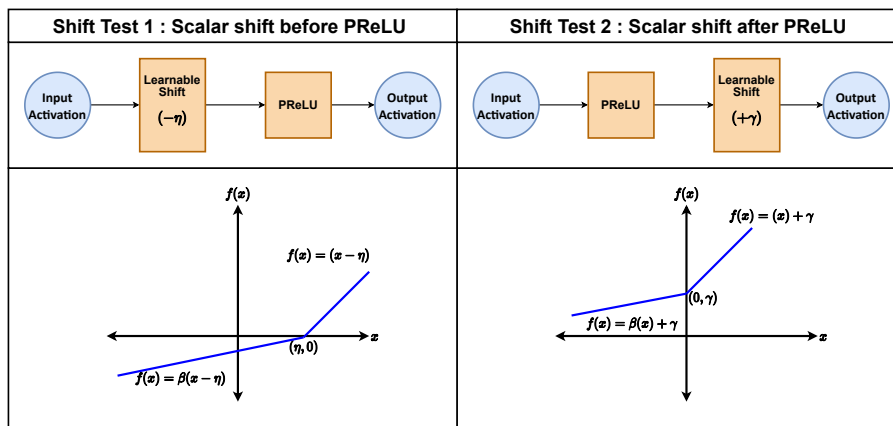 Shift Test 1 : Scalar shift before PReLU
Input
Activation
Learnable
Shift
(−η)
PReLU
Output
Activation
f(x)
f(x) = (x − η)
x
(η, 0)
f(x) = β(x − η)
Shift Test 2 : Scalar shift after PReLU
Input
Activation
PReLU
Learnable
Shift
(+γ)
Output
Activation
f(x)
f(x) = (x) + γ
(0, γ)
f(x) = β(x) + γ
x